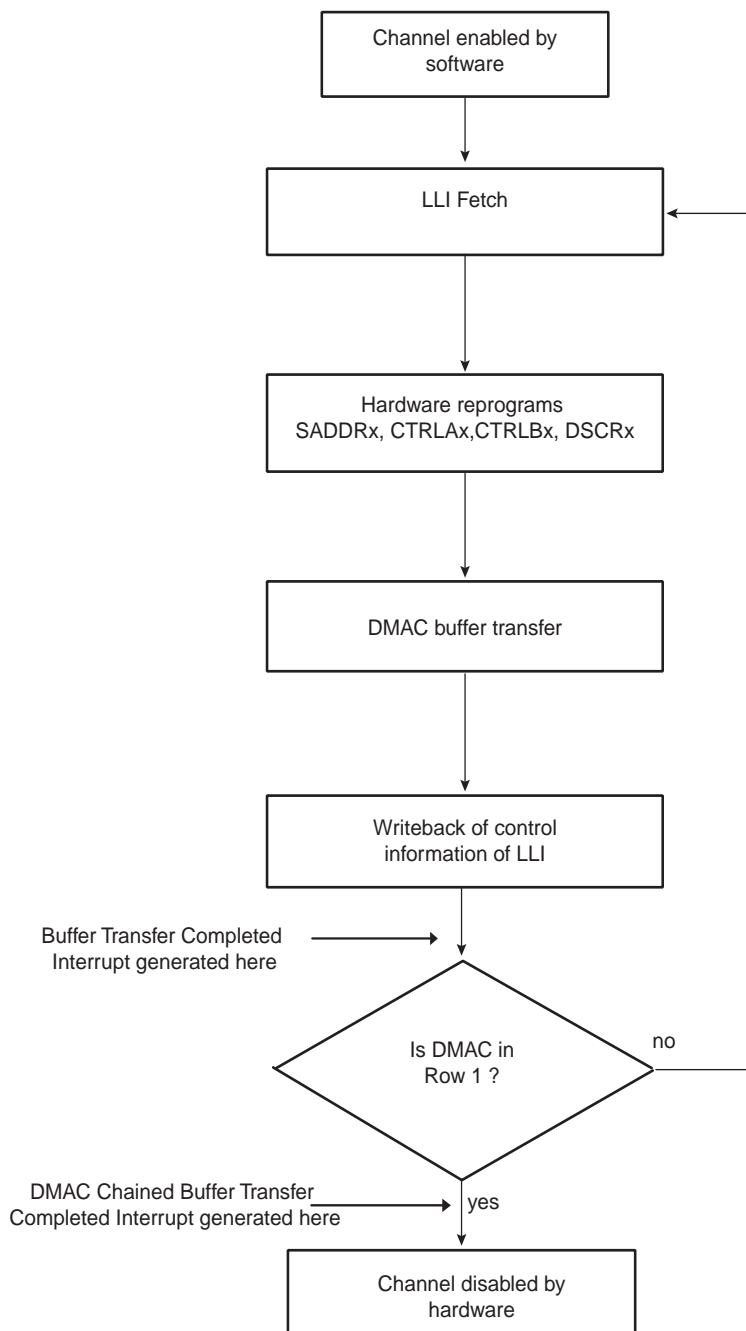 Channel enabled by
software
LLI Fetch
Hardware reprograms
SADDRx, CTRLAx,CTRLBx, DSCRx
DMAC buffer transfer
Writeback of control
information of LLI
Buffer Transfer Completed
Interrupt generated here
Is DMAC in
Row 1 ?
no
DMAC Chained Buffer Transfer
Completed Interrupt generated here
yes
Channel disabled by
hardware